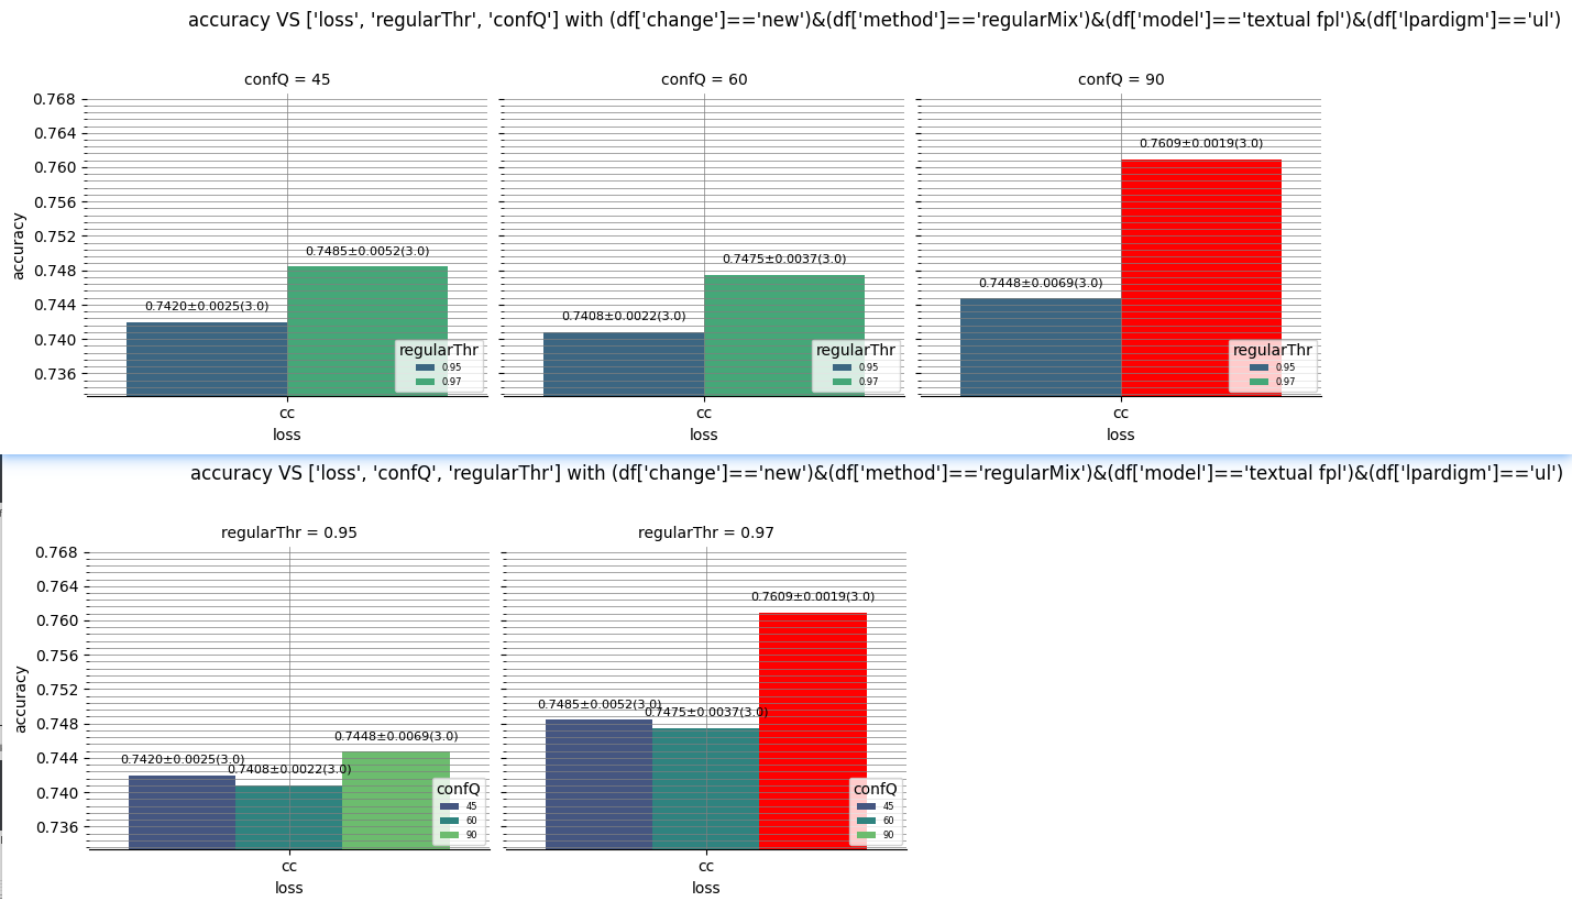 accuracy VS ['loss', 'regularThr', 'confQ'] with (df['change']=='new')&(df['method']=='regularMix')&(df['model']=='textual fpl')&(df['lpardigm']=='ul')
confQ = 45
confQ = 60
confQ = 90
accuracy
0.768
0.764
0.760
0.756
0.752
0.748
0.744
0.740
0.736
0.7420±0.0025(3.0)
0.7485±0.0052(3.0)
regularThr
0.95
0.97
cc
loss
0.7408±0.0022(3.0)
0.7475±0.0037(3.0)
regularThr
0.95
0.97
cc
loss
0.7448±0.0069(3.0)
0.7609±0.0019(3.0)
regularThr
0.95
0.97
cc
loss
accuracy VS ['loss', 'confQ', 'regularThr'] with (df['change']=='new')&(df['method']=='regularMix')&(df['model']=='textual fpl')&(df['lpardigm']=='ul')
regularThr = 0.95
regularThr = 0.97
accuracy
0.768
0.764
0.760
0.756
0.752
0.748
0.744
0.740
0.736
0.7420±0.0025(3.0)
0.7408±0.0022(3.0)
0.7448±0.0069(3.0)
confQ
45
60
90
cc
loss
0.7485±0.0052(3.0)
0.7475±0.0037(3.0)
0.7609±0.0019(3.0)
confQ
45
60
90
cc
loss